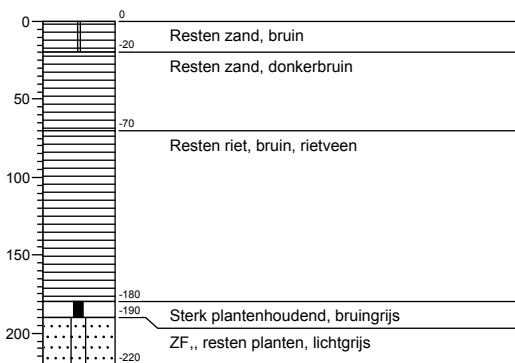 0
0
Resten zand, bruin
-20
Resten zand, donkerbruin
50
-70
Resten riet, bruin, rietveen
100
150
-180
-190
Sterk plantenhoudend, bruingrijs
200
ZF,, resten planten, lichtgrijs
-220